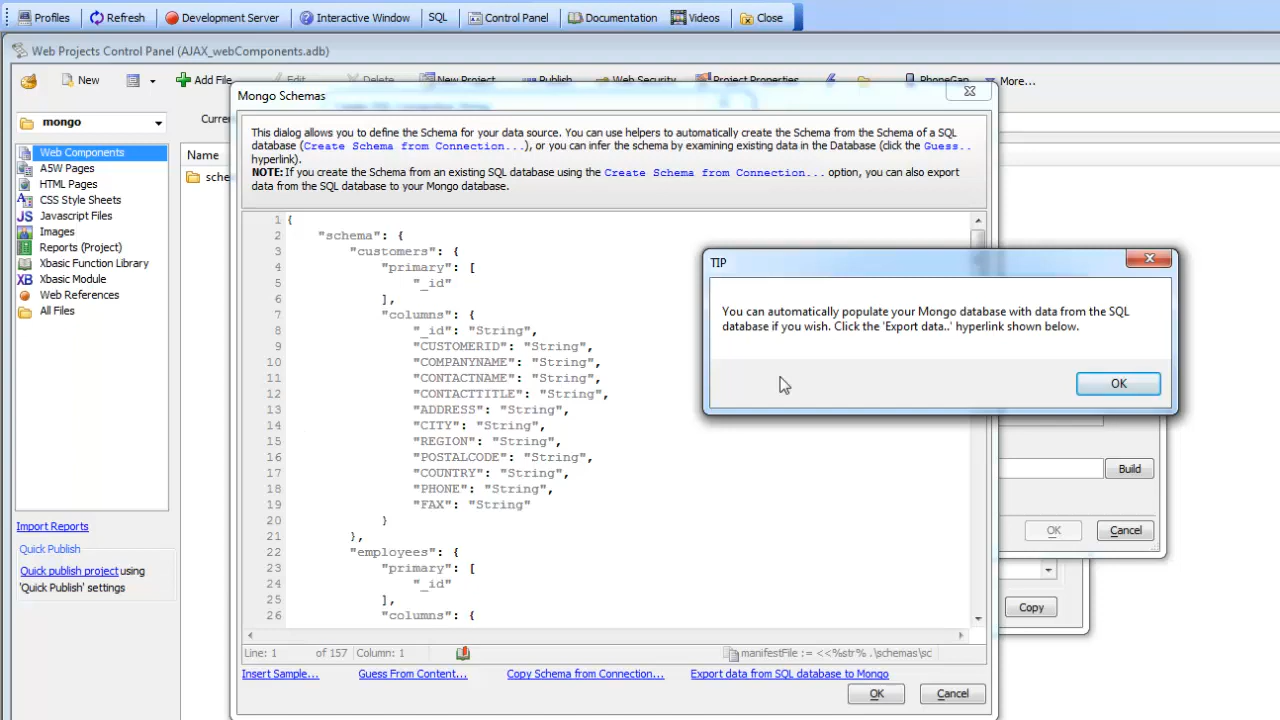 Profiles Refresh Development Server Interactive Window SQL Control Panel Documentation Videos Close
Web Projects Control Panel (AJAX_webComponents.adb)
New Add File Edit Delete New Project Publish Web Security Project Properties PhoneGap More...
mongo
Web Components
A5W Pages
HTML Pages
CSS Style Sheets
JS Javascript Files
Images
Reports (Project)
Xbasic Function Library
XB Xbasic Module
Web References
All Files
Import Reports
Quick Publish
Quick publish project using
'Quick Publish' settings
Name
Mongo Schemas
This dialog allows you to define the Schema for your data source. You can use helpers to automatically create the Schema from the Schema of a SQL
database (Create Schema from Connection...), or you can infer the schema by examining existing data in the Database (click the Guess..
hyperlink).
NOTE: If you create the Schema from an existing SQL database using the Create Schema from Connection... option, you can also export
data from the SQL database to your Mongo database.
1 {
2 "schema": {
3 "customers": {
4 "primary": [
5 "_id"
6 ],
7 "columns": {
8 "_id": "String",
9 "CUSTOMERID": "String",
10 "COMPANYNAME": "String",
11 "CONTACTNAME": "String",
12 "CONTACTTITLE": "String",
13 "ADDRESS": "String",
14 "CITY": "String",
15 "REGION": "String",
16 "POSTALCODE": "String",
17 "COUNTRY": "String",
18 "PHONE": "String",
19 "FAX": "String"
20 }
21 },
22 "employees": {
23 "primary": [
24 "_id"
25 ],
26 "columns": {
Line: 1 of 157 Column: 1 manifestFile := <<%str% .\schemas\sc
Insert Sample... Guess From Content... Copy Schema from Connection... Export data from SQL database to Mongo
OK Cancel
TIP
You can automatically populate your Mongo database with data from the SQL
database if you wish. Click the 'Export data..' hyperlink shown below.
OK
Build
OK Cancel
Copy